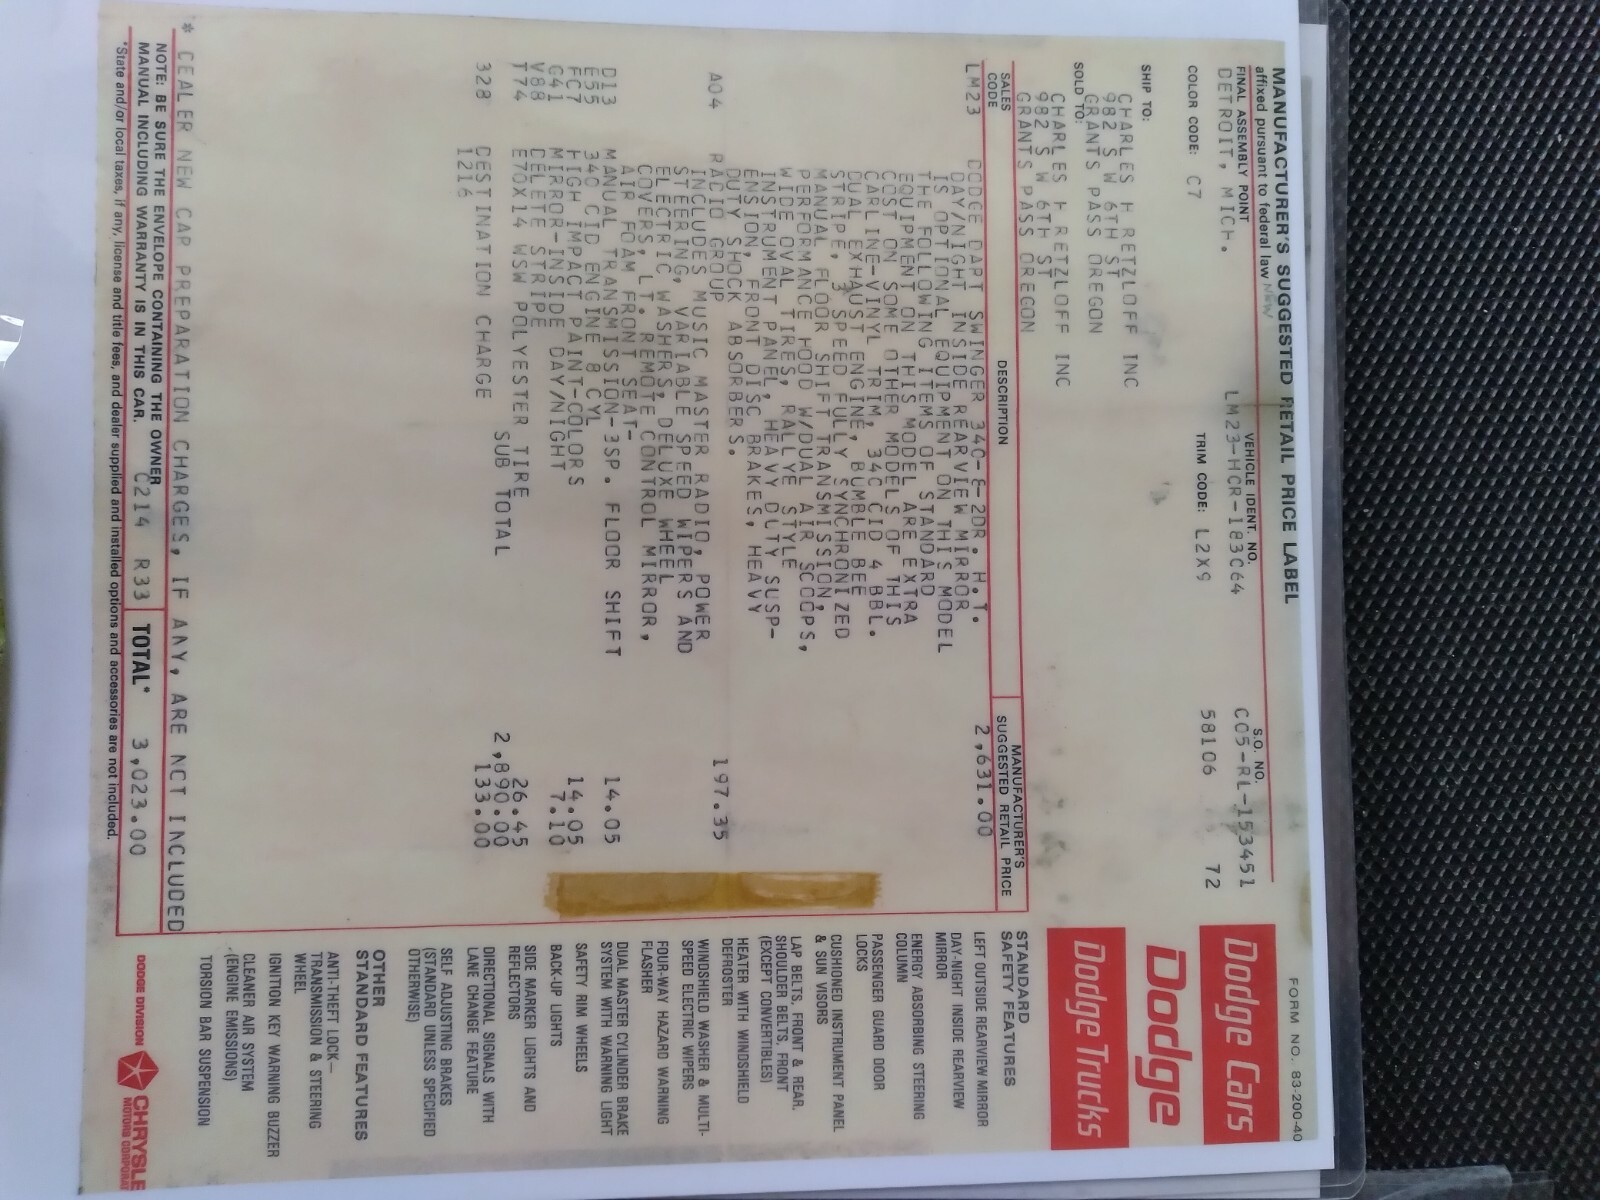 FORM NO. 83-200-40
MANUFACTURER'S SUGGESTED RETAIL PRICE LABEL
affixed pursuant to federal law NEW
FINAL ASSEMBLY POINT VEHICLE IDENT. NO. S.O. NO.
DETROIT, MICH. LM23-HCR-183C64 C05-RL-153451
COLOR CODE: C7 TRIM CODE: L2X9 58106 72
SHIP TO:
CHARLES H RETZLOFF INC
982 S W 6TH ST
GRANTS PASS OREGON
SOLD TO:
CHARLES H RETZLOFF INC
982 S W 6TH ST
GRANTS PASS OREGON
SALES CODE DESCRIPTION MANUFACTURER'S SUGGESTED RETAIL PRICE
LM23 DODGE DART SWINGER 34C-E-2DR. H.T. 2,631.00
DAY/NIGHT INSIDE REARVIEW MIRROR
IS OPTIONAL EQUIPMENT ON THIS MODEL
THE FOLLOWING ITEMS OF STANDARD
EQUIPMENT ON THIS MODEL ARE EXTRA
COST ON SOME OTHER MODELS OF THIS
CARL INE-VINYL TRIM, 34C CID 4 BBL.
DUAL EXHAUST ENGINE, BUMBLE BEE
STRIPE, 3 SPEED FULLY SYNCHRONIZED
MANUAL FLOOR SHIFT TRANSMISSION,
PERFORMANCE HOOD W/DUAL AIR SCOOPS,
WIDE OVAL TIRES, RALLYE STYLE
INSTRUMENT PANEL, HEAVY DUTY SUSP-
ENSION, FRONT DISC BRAKES, HEAVY
DUTY SHOCK ABSORBERS.
A04 RADIO GROUP 197.35
INCLUDES MUSIC MASTER RADIO, POWER
STEERING, VARIABLE SPEED WIPERS AND
ELECTRIC WASHERS, DELUXE WHEEL
COVERS, LT. REMOTE CONTROL MIRROR,
AIR FOAM FRONT SEAT-
D13 MANUAL TRANSMISSION-3SP. FLOOR SHIFT 14.05
E55 340 CID ENGINE 8 CYL
FC7 HIGH IMPACT PAINT-COLORS 14.05
G41 MIRROR-INSIDE DAY/NIGHT 7.10
V88 DELETE STRIPE
T74 E70X14 WSW POLYESTER TIRE 26.45
SUB TOTAL 2,890.00
328 DESTINATION CHARGE 133.00
1216
* DEALER NEW CAR PREPARATION CHARGES, IF ANY, ARE NCT INCLUDED
NOTE: BE SURE THE ENVELOPE CONTAINING THE OWNER
MANUAL INCLUDING WARRANTY IS IN THIS CAR. C214 R33 TOTAL* 3,023.00
*State and/or local taxes, if any, license and title fees, and dealer supplied and installed options and accessories are not included.
Dodge Cars
Dodge
Dodge Trucks
STANDARD
SAFETY FEATURES
LEFT OUTSIDE REARVIEW MIRROR
DAY-NIGHT INSIDE REARVIEW
MIRROR
ENERGY ABSORBING STEERING
COLUMN
PASSENGER GUARD DOOR
LOCKS
CUSHIONED INSTRUMENT PANEL
& SUN VISORS
LAP BELTS, FRONT & REAR.
SHOULDER BELTS, FRONT
(EXCEPT CONVERTIBLES)
HEATER WITH WINDSHIELD
DEFROSTER
WINDSHIELD WASHER & MULTI-
SPEED ELECTRIC WIPERS
FOUR-WAY HAZARD WARNING
FLASHER
DUAL MASTER CYLINDER BRAKE
SYSTEM WITH WARNING LIGHT
SAFETY RIM WHEELS
BACK-UP LIGHTS
SIDE MARKER LIGHTS AND
REFLECTORS
DIRECTIONAL SIGNALS WITH
LANE CHANGE FEATURE
SELF ADJUSTING BRAKES
(STANDARD UNLESS SPECIFIED
OTHERWISE)
OTHER
STANDARD FEATURES
ANTI-THEFT LOCK—
TRANSMISSION & STEERING
WHEEL
IGNITION KEY WARNING BUZZER
CLEANER AIR SYSTEM
(ENGINE EMISSIONS)
TORSION BAR SUSPENSION
DODGE DIVISION CHRYSLE
MOTORS CORPORAT